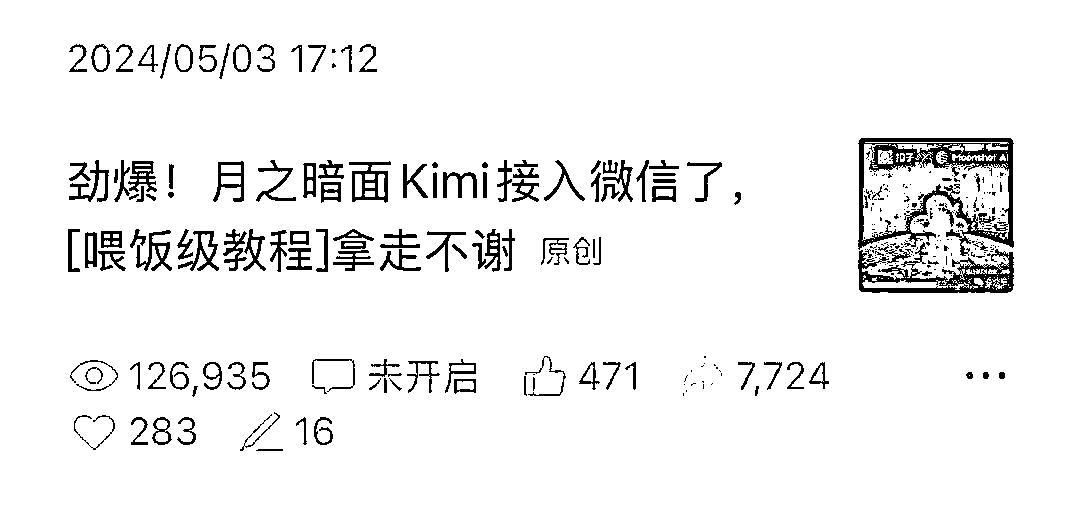 2024/05/03 17:12
劲爆！月之暗面Kimi接入微信了，
[喂饭级教程]拿走不谢 原创
Moonshot A
126,935 未开启 471 7,724
283 16